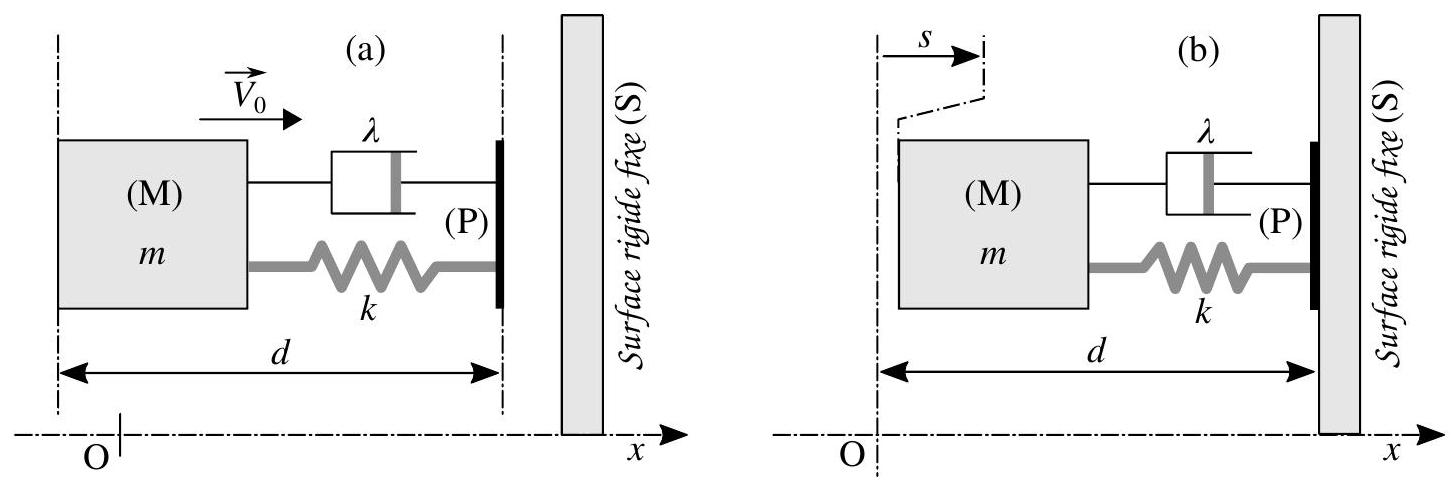 (a)
V₀
λ
(M)
m
(P)
k
d
O
x
Surface rigide fixe (S)
(b)
s
λ
(M)
m
(P)
k
d
O
x
Surface rigide fixe (S)